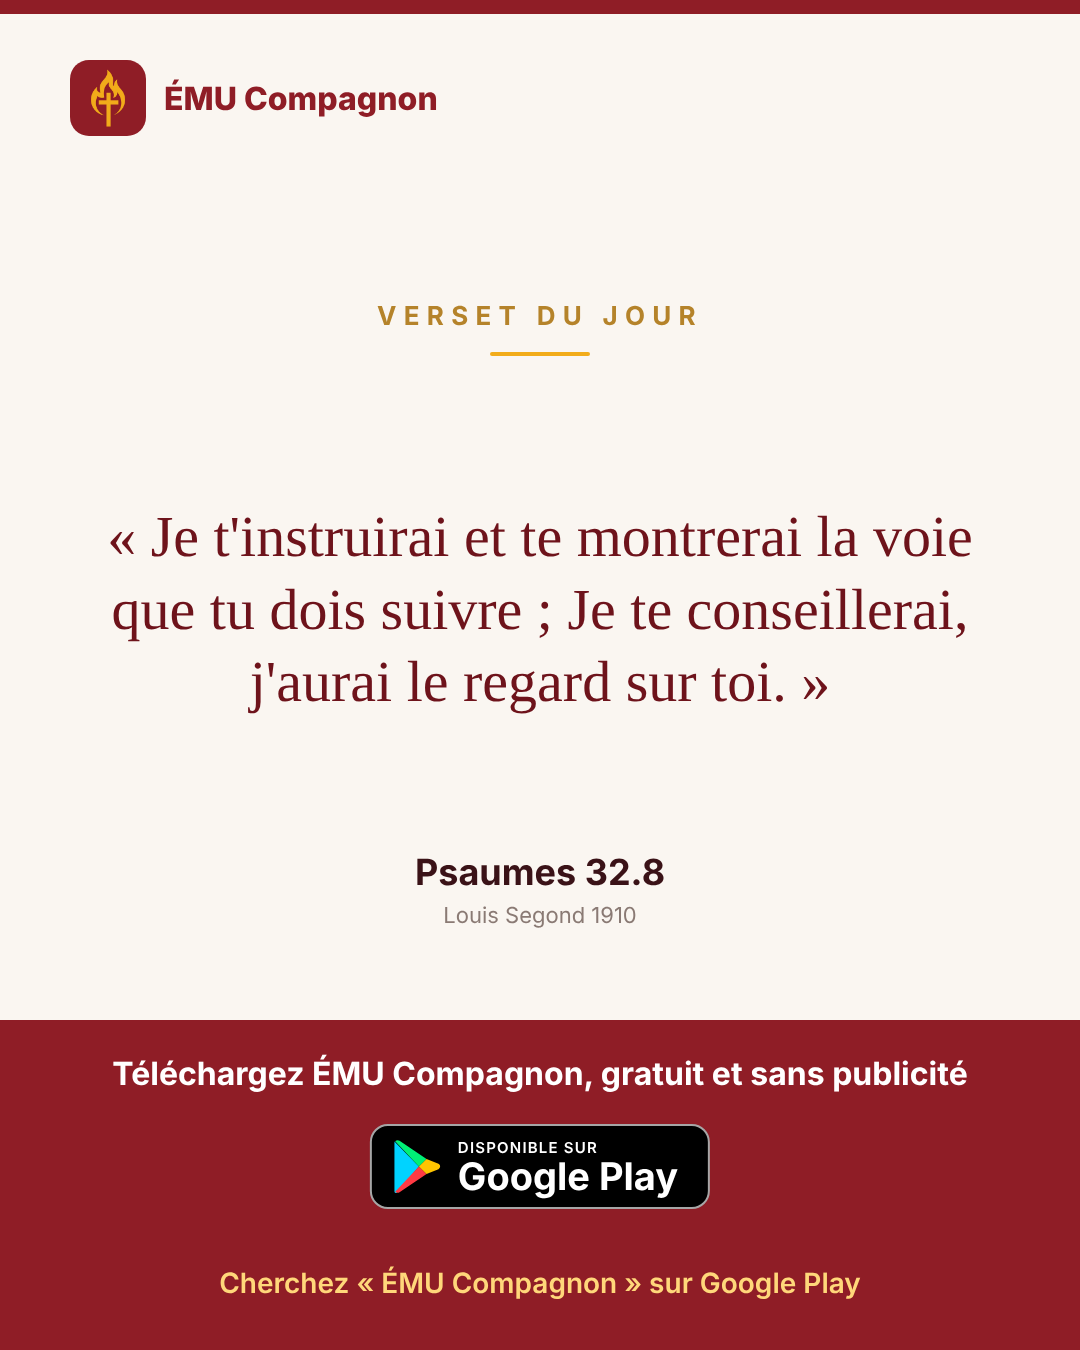 ÉMU Compagnon
VERSET DU JOUR
« Je t'instruirai et te montrerai la voie
que tu dois suivre ; Je te conseillerai,
j'aurai le regard sur toi. »
Psaumes 32.8
Louis Segond 1910
Téléchargez ÉMU Compagnon, gratuit et sans publicité
DISPONIBLE SUR
Google Play
Cherchez « ÉMU Compagnon » sur Google Play